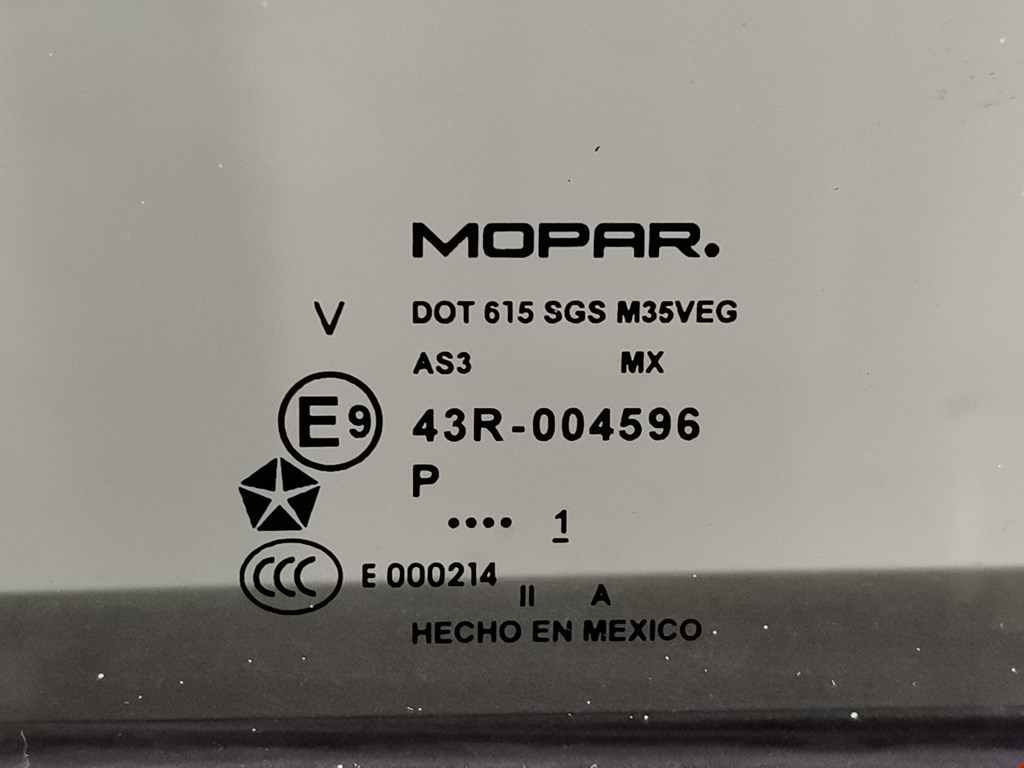 MOPAR.
V DOT 615 SGS M35VEG
AS3 MX
E9 43R-004596
P
•••• 1
CCC E 000214
II A
HECHO EN MEXICO